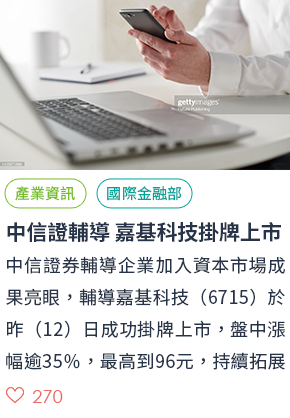 gettyimages
產業資訊 國際金融部
中信證輔導 嘉基科技掛牌上市
中信證券輔導企業加入資本市場成
果亮眼，輔導嘉基科技（6715）於
昨（12）日成功掛牌上市，盤中漲
幅逾35%，最高到96元，持續拓展
270